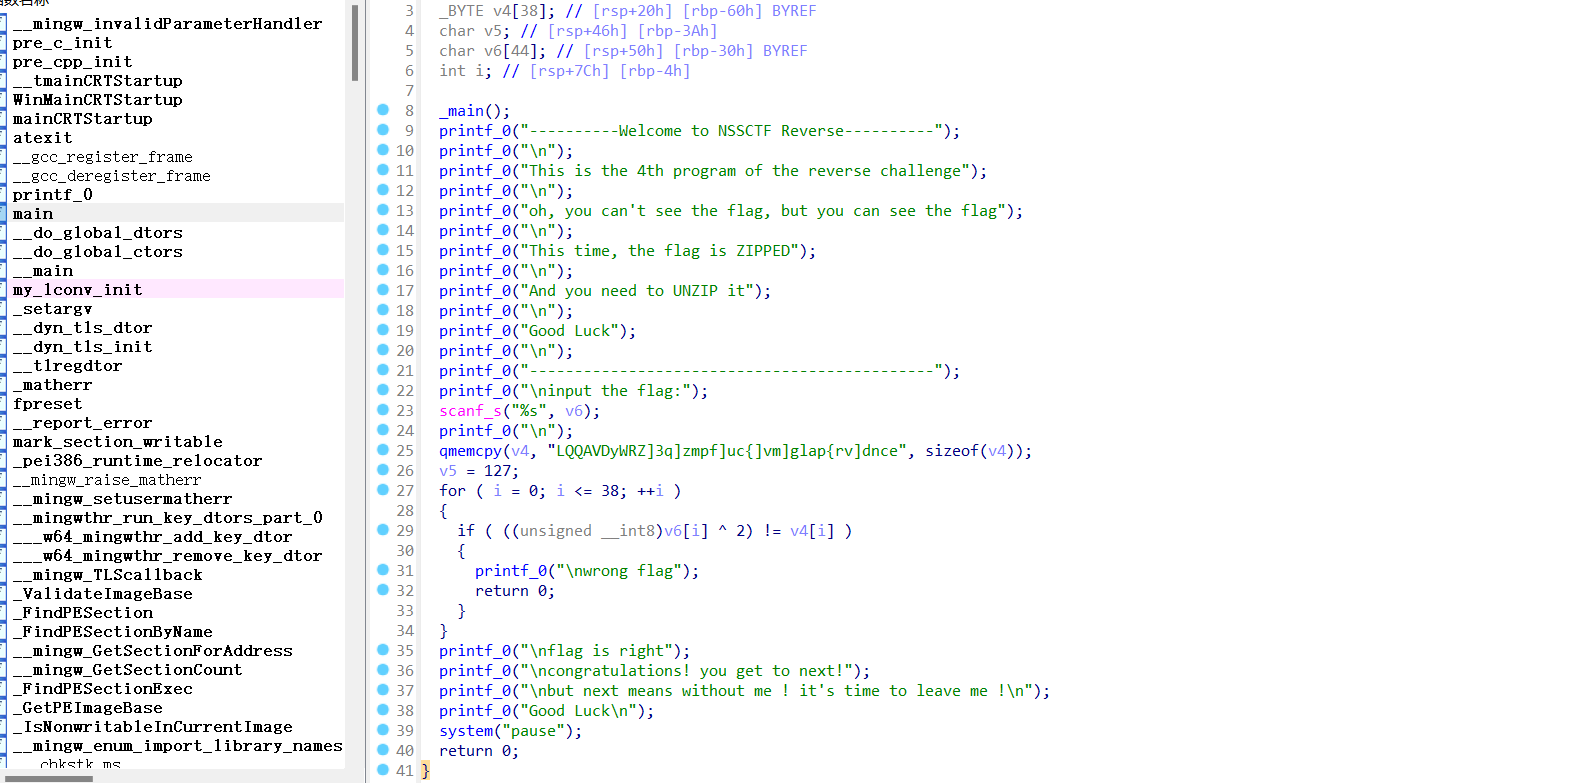 __mingw_invalidParameterHandler
pre_c_init
pre_cpp_init
__tmainCRTStartup
WinMainCRTStartup
mainCRTStartup
atexit
__gcc_register_frame
__gcc_deregister_frame
printf_0
main
__do_global_dtors
__do_global_ctors
__main
my_lconv_init
_setargv
__dyn_tls_dtor
__dyn_tls_init
__tlregdtor
_matherr
fpreset
__report_error
mark_section_writable
_pei386_runtime_relocator
__mingw_raise_matherr
__mingw_setusermatherr
__mingwthr_run_key_dtors_part_0
___w64_mingwthr_add_key_dtor
___w64_mingwthr_remove_key_dtor
__mingw_TLScallback
_ValidateImageBase
_FindPESection
_FindPESectionByName
__mingw_GetSectionForAddress
__mingw_GetSectionCount
_FindPESectionExec
_GetPEImageBase
_IsNonwritableInCurrentImage
__mingw_enum_import_library_names
___chkstk_ms
3 _BYTE v4[38]; // [rsp+20h] [rbp-60h] BYREF
4 char v5; // [rsp+46h] [rbp-3Ah]
5 char v6[44]; // [rsp+50h] [rbp-30h] BYREF
6 int i; // [rsp+7Ch] [rbp-4h]
7
8 _main();
9 printf_0("----------Welcome to NSSCTF Reverse----------");
10 printf_0("\n");
11 printf_0("This is the 4th program of the reverse challenge");
12 printf_0("\n");
13 printf_0("oh, you can't see the flag, but you can see the flag");
14 printf_0("\n");
15 printf_0("This time, the flag is ZIPPED");
16 printf_0("\n");
17 printf_0("And you need to UNZIP it");
18 printf_0("\n");
19 printf_0("Good Luck");
20 printf_0("\n");
21 printf_0("---------------------------------------------");
22 printf_0("\ninput the flag:");
23 scanf_s("%s", v6);
24 printf_0("\n");
25 qmemcpy(v4, "LQQAVDyWRZ]3q]zmpf]uc{]vm]glap{rv]dnce", sizeof(v4));
26 v5 = 127;
27 for ( i = 0; i <= 38; ++i )
28 {
29 if ( ((unsigned __int8)v6[i] ^ 2) != v4[i] )
30 {
31 printf_0("\nwrong flag");
32 return 0;
33 }
34 }
35 printf_0("\nflag is right");
36 printf_0("\ncongratulations! you get to next!");
37 printf_0("\nbut next means without me ! it's time to leave me !\n");
38 printf_0("Good Luck\n");
39 system("pause");
40 return 0;
41 }